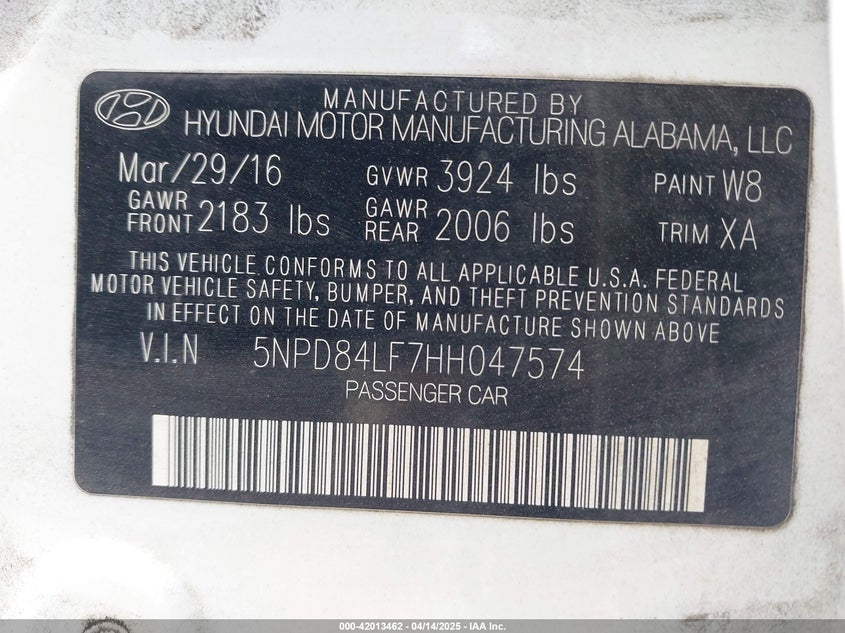 MANUFACTURED BY
HYUNDAI MOTOR MANUFACTURING ALABAMA, LLC
Mar/29/16 GVWR 3924 lbs PAINT W8
GAWR FRONT 2183 lbs GAWR REAR 2006 lbs TRIM XA
THIS VEHICLE CONFORMS TO ALL APPLICABLE U.S.A. FEDERAL
MOTOR VEHICLE SAFETY, BUMPER, AND THEFT PREVENTION STANDARDS
IN EFFECT ON THE DATE OF MANUFACTURE SHOWN ABOVE
V.I.N 5NPD84LF7HH047574
PASSENGER CAR
000-42013462 - 04/14/2025 - IAA Inc.